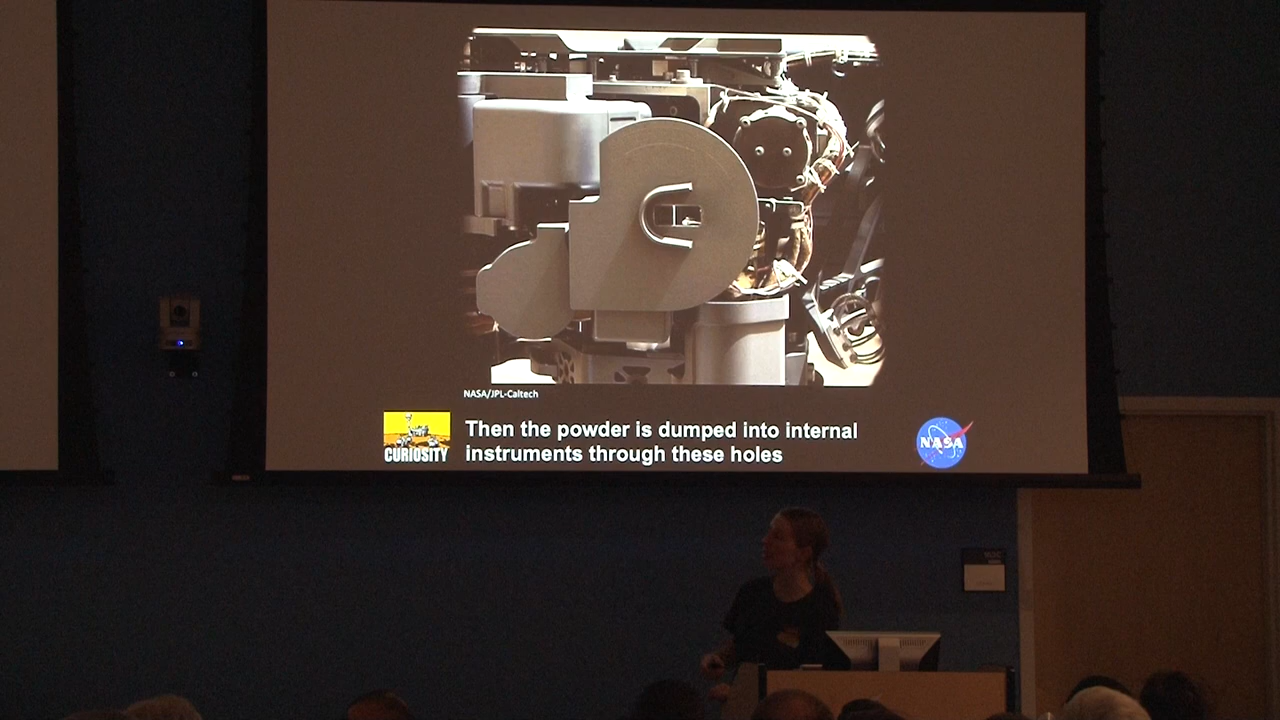 NASA/JPL-Caltech
CURIOSITY
Then the powder is dumped into internal
instruments through these holes
NASA